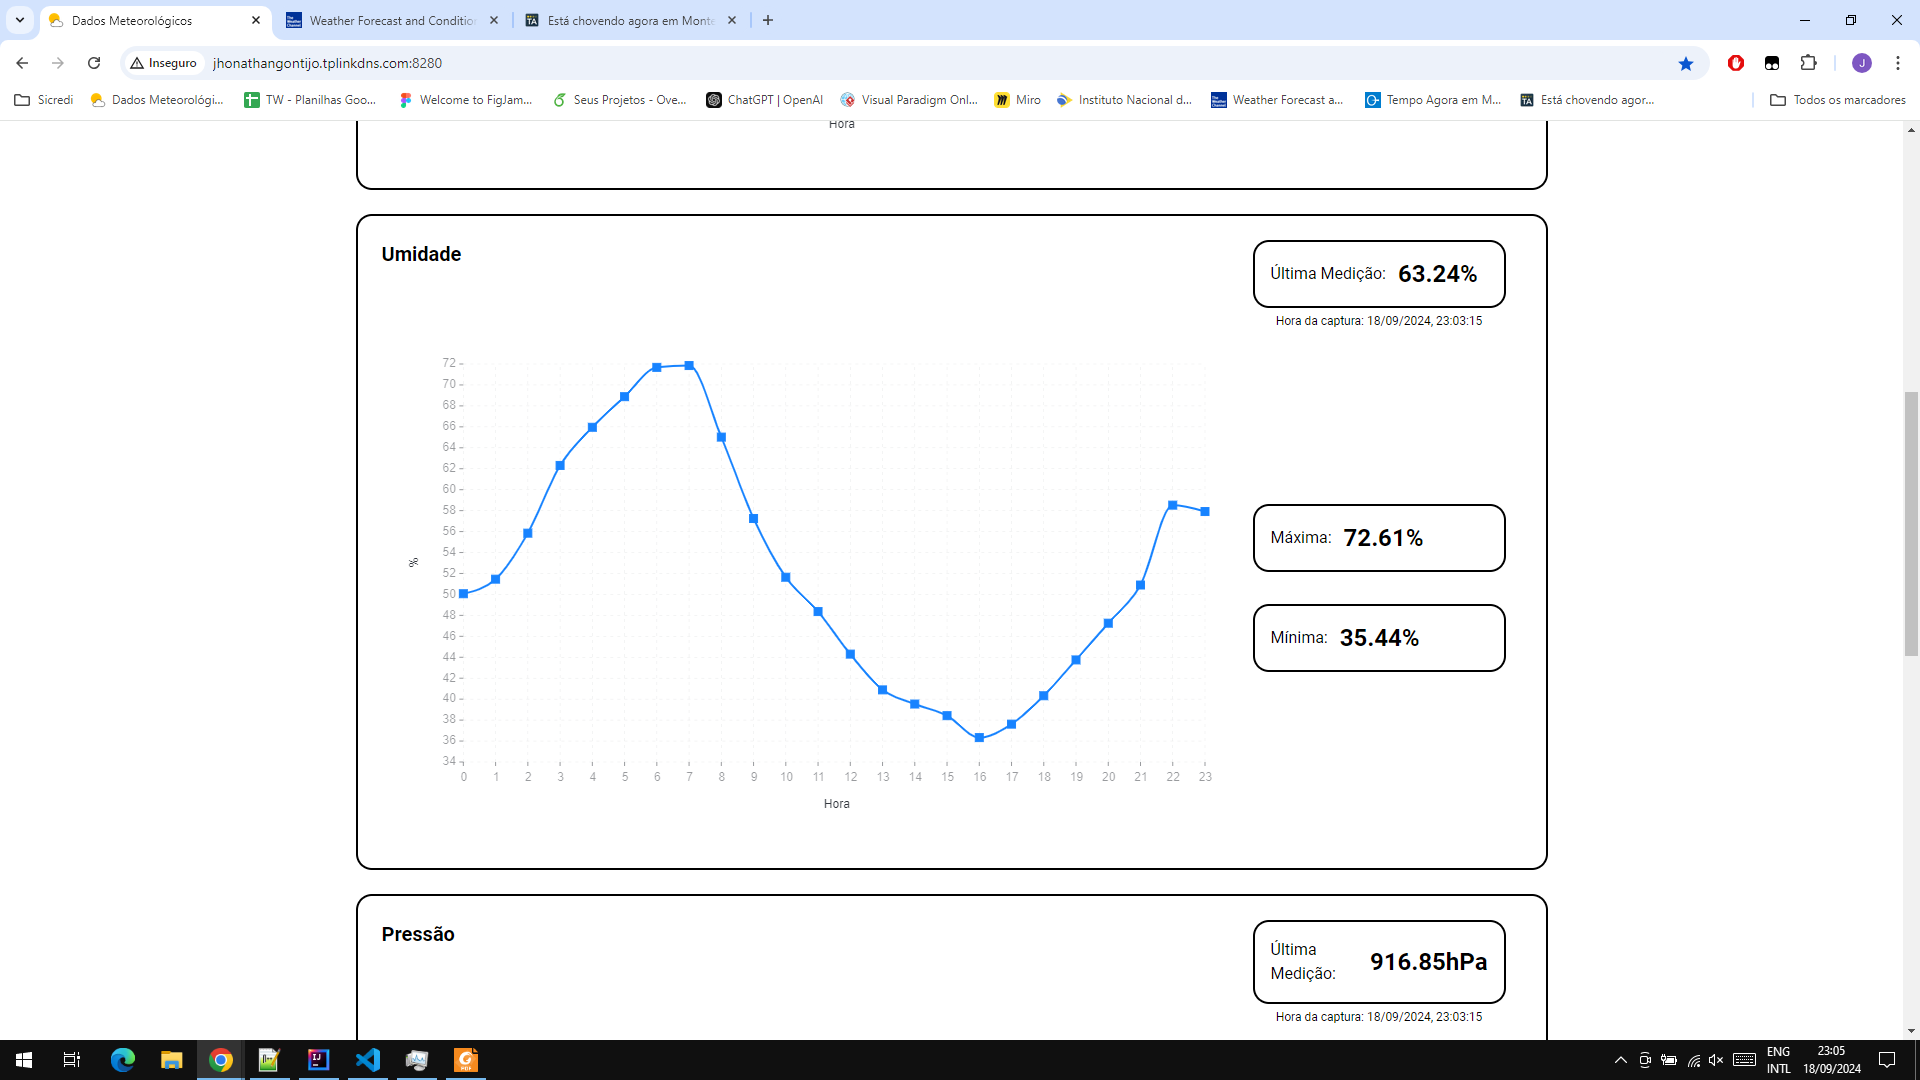 Dados Meteorológicos
Weather Forecast and Conditio
Está chovendo agora em Monte
Inseguro
jhonathangontijo.tplinkdns.com:8280
J
Sicredi
Dados Meteorológi...
TW - Planilhas Goo...
Welcome to FigJam...
Seus Projetos - Ove...
ChatGPT | OpenAI
Visual Paradigm Onl...
Miro
Instituto Nacional d...
Weather Forecast a...
Tempo Agora em M...
Está chovendo agor...
Todos os marcadores
Hora
Umidade
Última Medição: 63.24%
Hora da captura: 18/09/2024, 23:03:15
72
70
68
66
64
62
60
58
56
54
52
50
48
46
44
42
40
38
36
34
%
0 1 2 3 4 5 6 7 8 9 10 11 12 13 14 15 16 17 18 19 20 21 22 23
Hora
Máxima: 72.61%
Mínima: 35.44%
Pressão
Última
Medição:
916.85hPa
Hora da captura: 18/09/2024, 23:03:15
ENG
INTL
23:05
18/09/2024